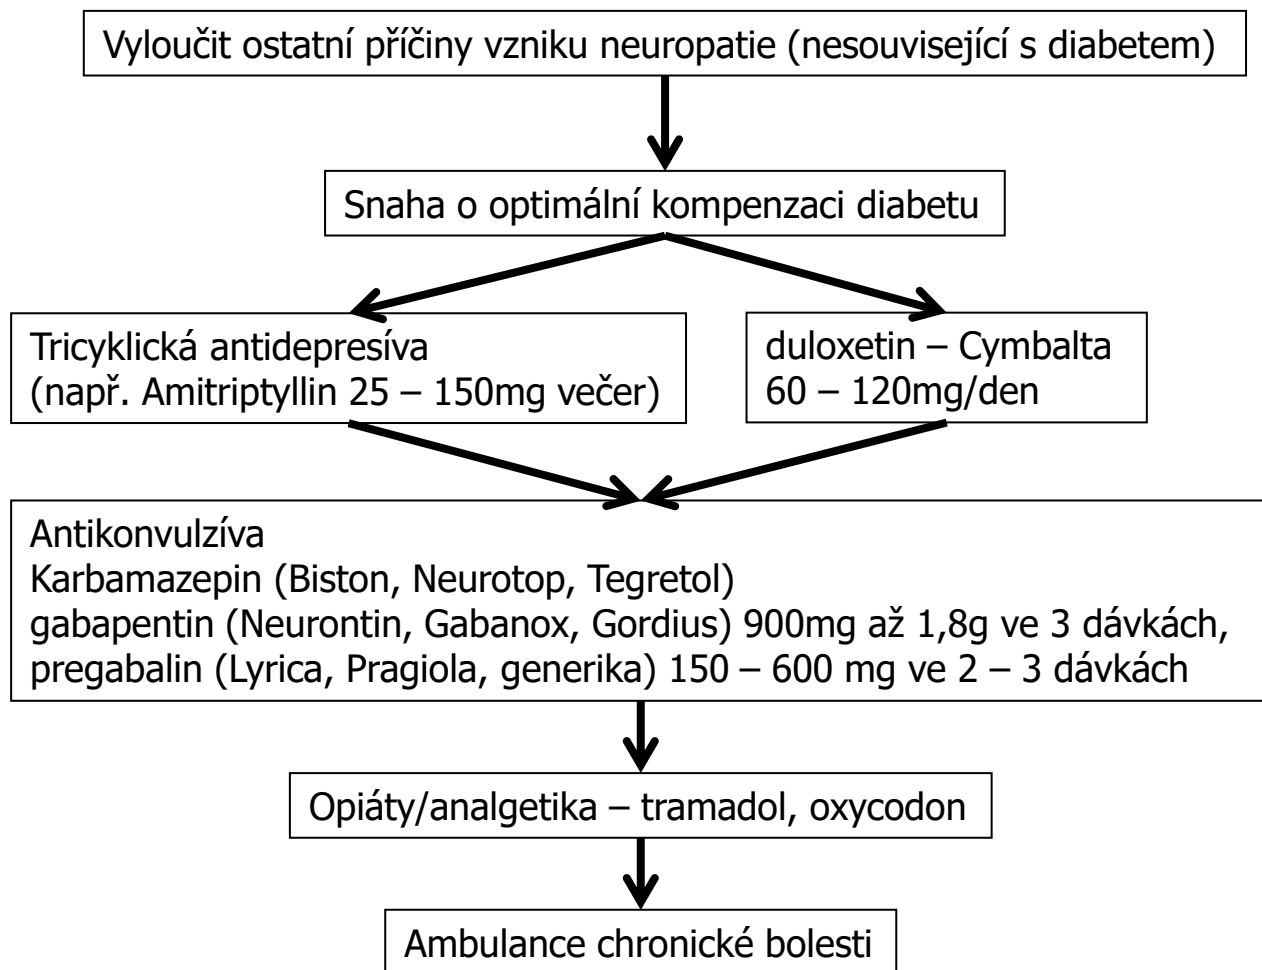 Vyloučit ostatní příčiny vzniku neuropatie (nesouvisející s diabetem)
Snaha o optimální kompenzaci diabetu
Tricyklická antidepresíva
(např. Amitriptyllin 25 – 150mg večer)
duloxetin – Cymbalta
60 – 120mg/den
Antikonvulzíva
Karbamazepin (Biston, Neurotop, Tegretol)
gabapentin (Neurontin, Gabanox, Gordius) 900mg až 1,8g ve 3 dávkách,
pregabalin (Lyrica, Pragiola, generika) 150 – 600 mg ve 2 – 3 dávkách
Opiáty/analgetika – tramadol, oxycodon
Ambulance chronické bolesti